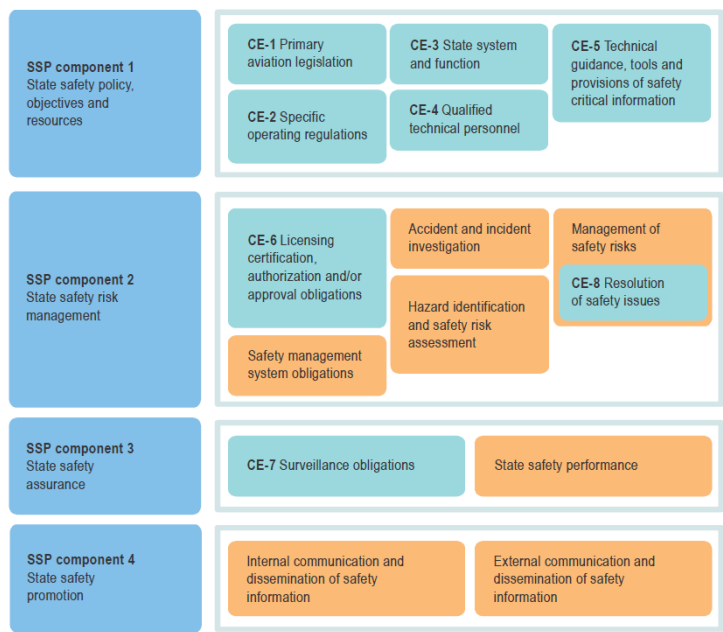 SSP component 1
State safety policy,
objectives and
resources
CE-1 Primary
aviation legislation
CE-2 Specific
operating regulations
CE-3 State system
and function
CE-4 Qualified
technical personnel
CE-5 Technical
guidance, tools and
provisions of safety
critical information
SSP component 2
State safety risk
management
CE-6 Licensing
certification,
authorization and/or
approval obligations
Safety management
system obligations
Accident and incident
investigation
Hazard identification
and safety risk
assessment
Management of
safety risks
CE-8 Resolution
of safety issues
SSP component 3
State safety
assurance
CE-7 Surveillance obligations
State safety performance
SSP component 4
State safety
promotion
Internal communication and
dissemination of safety
information
External communication and
dissemination of safety
information